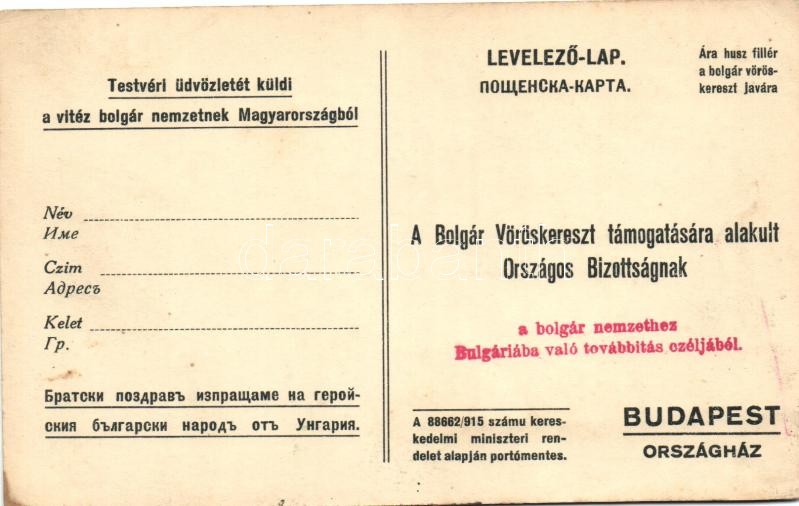 Testvéri üdvözletét küldi
a vitéz bolgár nemzetnek Magyarországból
Név
Име
Czim
Адресъ
Kelet
Гр.
Братски поздравъ изпращаме на герой-
ския български народъ отъ Унгария.
LEVELEZŐ-LAP.
ПОЩЕНСКА-КАРТА.
Ára husz fillér
a bolgár vörös-
kereszt javára
A Bolgár Vöröskereszt támogatására alakult
Országos Bizottságnak
a bolgár nemzethez
Bulgáriába való továbbitás czéljából.
A 88662/915 számu keres-
kedelmi miniszteri ren-
delet alapján portómentes.
BUDAPEST
ORSZÁGHÁZ
darabanth